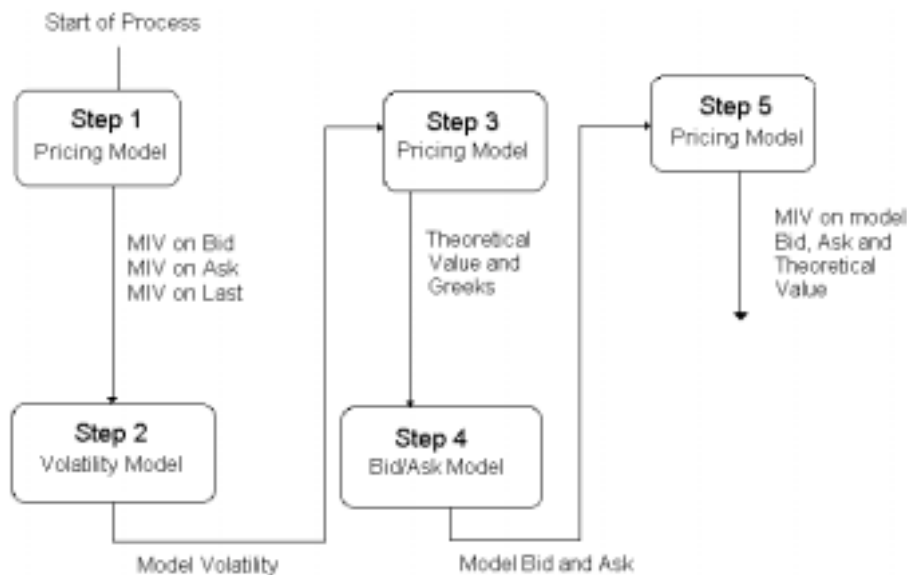 Start of Process
Step 1
Pricing Model
MIV on Bid
MIV on Ask
MIV on Last
Step 2
Volatility Model
Model Volatility
Step 3
Pricing Model
Theoretical
Value and
Greeks
Step 4
Bid/Ask Model
Model Bid and Ask
Step 5
Pricing Model
MIV on model
Bid, Ask and
Theoretical
Value